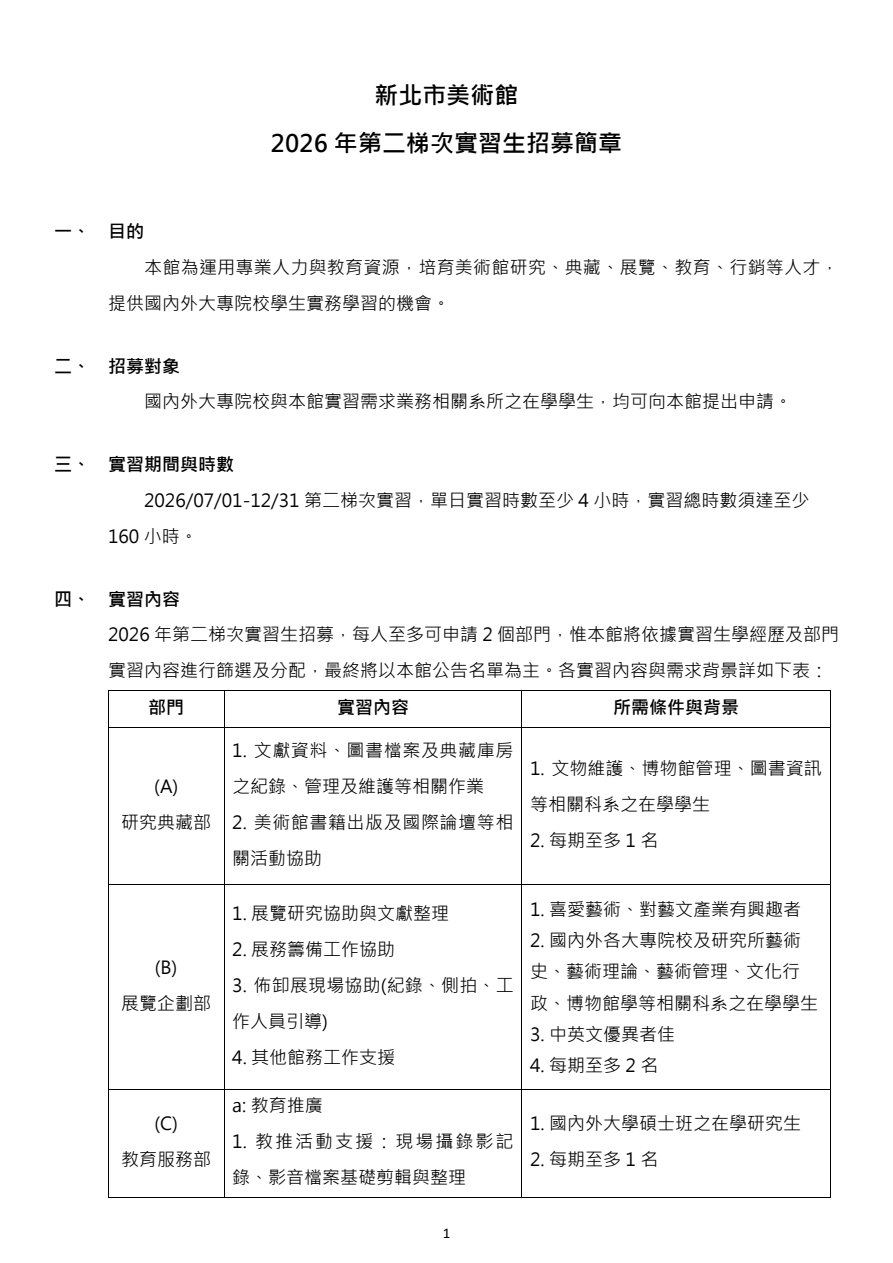 新北市美術館
2026 年第二梯次實習生招募簡章
一、 目的
本館為運用專業人力與教育資源，培育美術館研究、典藏、展覽、教育、行銷等人才，
提供國內外大專院校學生實務學習的機會。
二、 招募對象
國內外大專院校與本館實習需求業務相關系所之在學學生，均可向本館提出申請。
三、 實習期間與時數
2026/07/01-12/31 第二梯次實習，單日實習時數至少 4 小時，實習總時數須達至少
160 小時。
四、 實習內容
2026 年第二梯次實習生招募，每人至多可申請 2 個部門，惟本館將依據實習生學經歷及部門
實習內容進行篩選及分配，最終將以本館公告名單為主。各實習內容與需求背景詳如下表：
部門 實習內容 所需條件與背景
(A)
研究典藏部
1. 文獻資料、圖書檔案及典藏庫房
之紀錄、管理及維護等相關作業
2. 美術館書籍出版及國際論壇等相
關活動協助
1. 文物維護、博物館管理、圖書資訊
等相關科系之在學學生
2. 每期至多 1 名
(B)
展覽企劃部
1. 展覽研究協助與文獻整理
2. 展務籌備工作協助
3. 佈卸展現場協助(紀錄、側拍、工
作人員引導)
4. 其他館務工作支援
1. 喜愛藝術、對藝文產業有興趣者
2. 國內外各大專院校及研究所藝術
史、藝術理論、藝術管理、文化行
政、博物館學等相關科系之在學學生
3. 中英文優異者佳
4. 每期至多 2 名
(C)
教育服務部
a: 教育推廣
1. 教推活動支援：現場攝錄影記
錄、影音檔案基礎剪輯與整理
1. 國內外大學碩士班之在學研究生
2. 每期至多 1 名
1